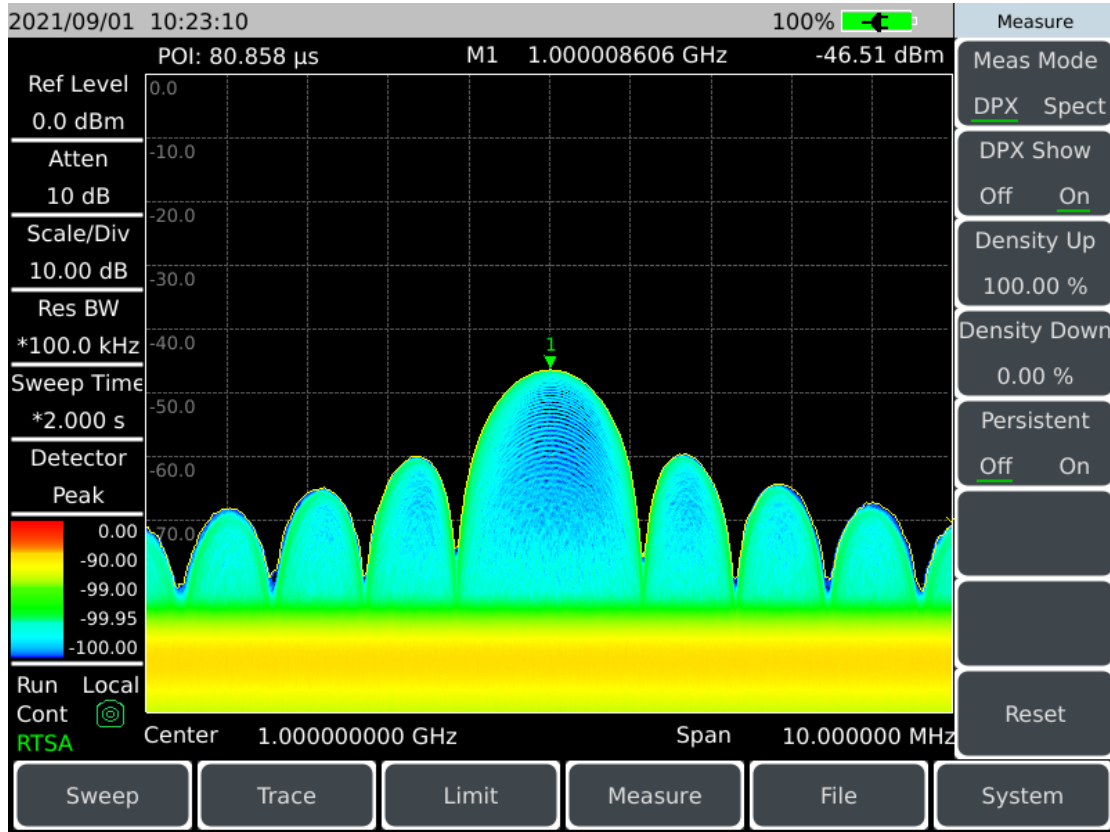 2021/09/01 10:23:10 100% Measure
POI: 80.858 µs M1 1.000008606 GHz -46.51 dBm
Ref Level
0.0 dBm
Atten
10 dB
Scale/Div
10.00 dB
Res BW
*100.0 kHz
Sweep Time
*2.000 s
Detector
Peak
0.00
-90.00
-99.00
-99.95
-100.00
Run Local
Cont
RTSA
0.0
-10.0
-20.0
-30.0
-40.0
-50.0
-60.0
-70.0
1
Center 1.0000000000 GHz Span 10.000000 MHz
Meas Mode
DPX Spect
DPX Show
Off On
Density Up
100.00 %
Density Down
0.00 %
Persistent
Off On
Reset
Sweep Trace Limit Measure File System